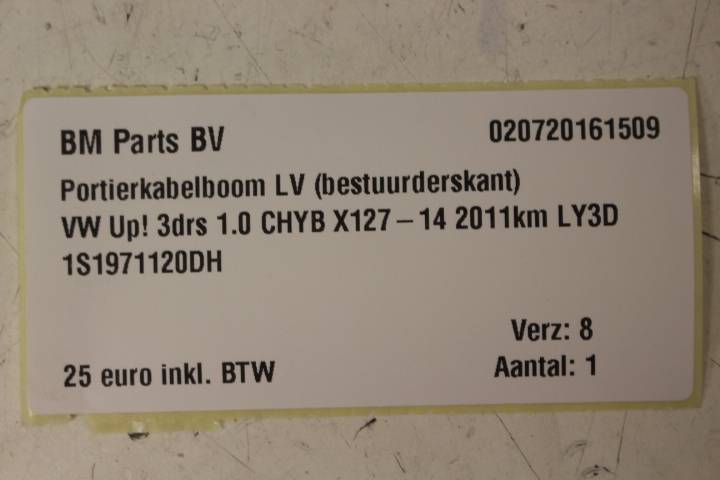 BM Parts BV 020720161509
Portierkabelboom LV (bestuurderskant)
VW Up! 3drs 1.0 CHYB X127 – 14 2011km LY3D
1S1971120DH
Verz: 8
25 euro inkl. BTW Aantal: 1